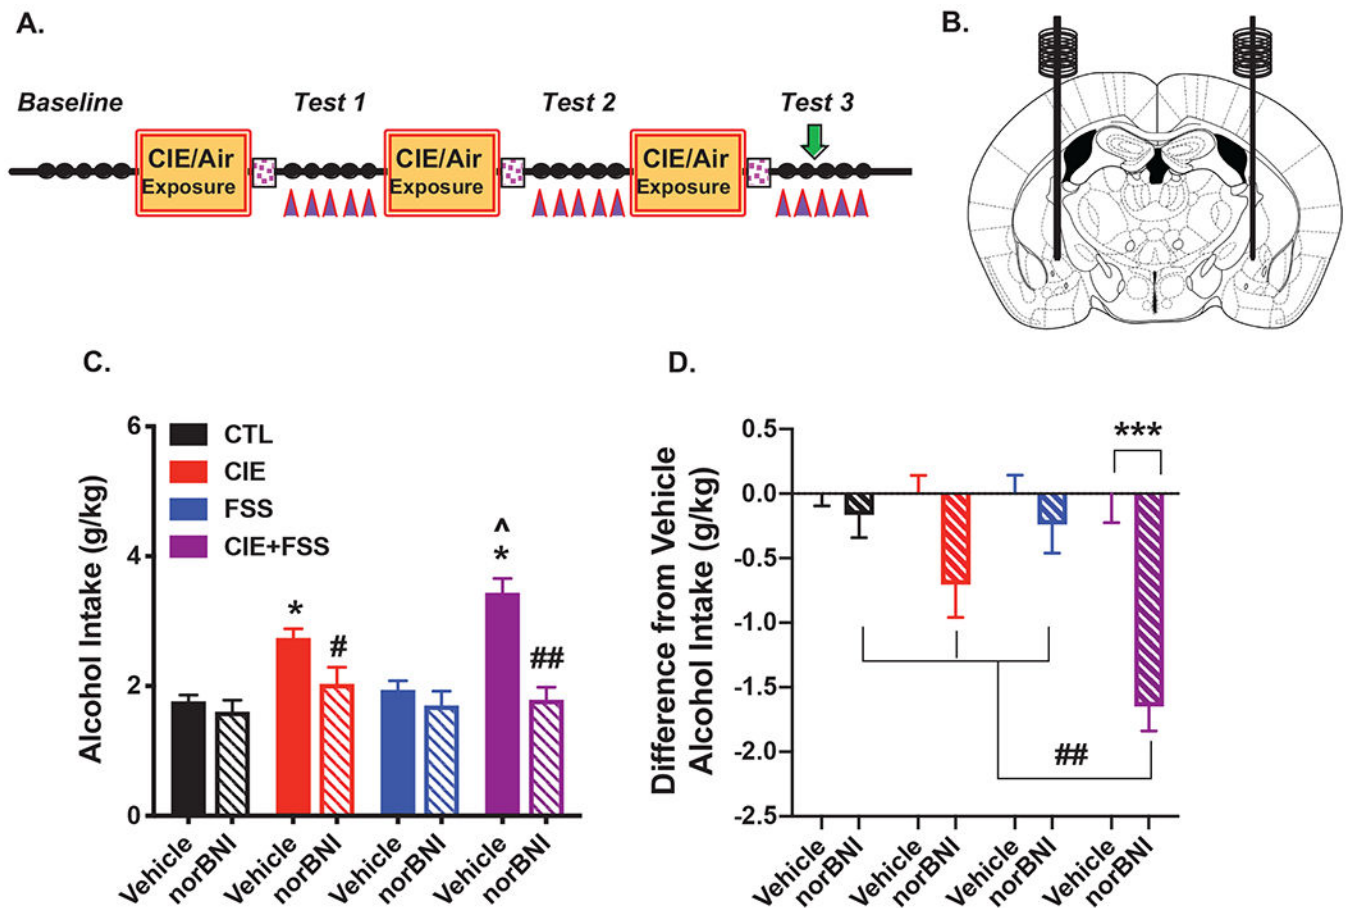 A.
Baseline
Test 1
Test 2
Test 3
CIE/Air
Exposure
CIE/Air
Exposure
CIE/Air
Exposure
B.
C.
Alcohol Intake (g/kg)
6
4
2
0
CTL
CIE
FSS
CIE+FSS
*
#
^
*
##
Vehicle
norBNI
Vehicle
norBNI
Vehicle
norBNI
Vehicle
norBNI
D.
Difference from Vehicle
Alcohol Intake (g/kg)
0.5
0.0
-0.5
-1.0
-1.5
-2.0
-2.5
***
##
Vehicle
norBNI
Vehicle
norBNI
Vehicle
norBNI
Vehicle
norBNI